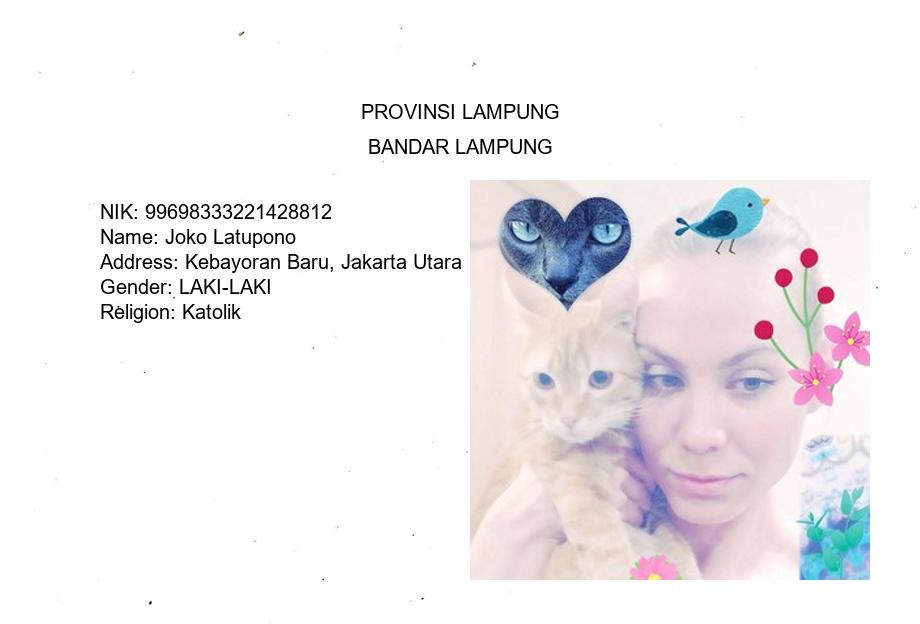 PROVINSI LAMPUNG
BANDAR LAMPUNG
NIK: 99698333221428812
Name: Joko Latupono
Address: Kebayoran Baru, Jakarta Utara
Gender: LAKI-LAKI
Religion: Katolik